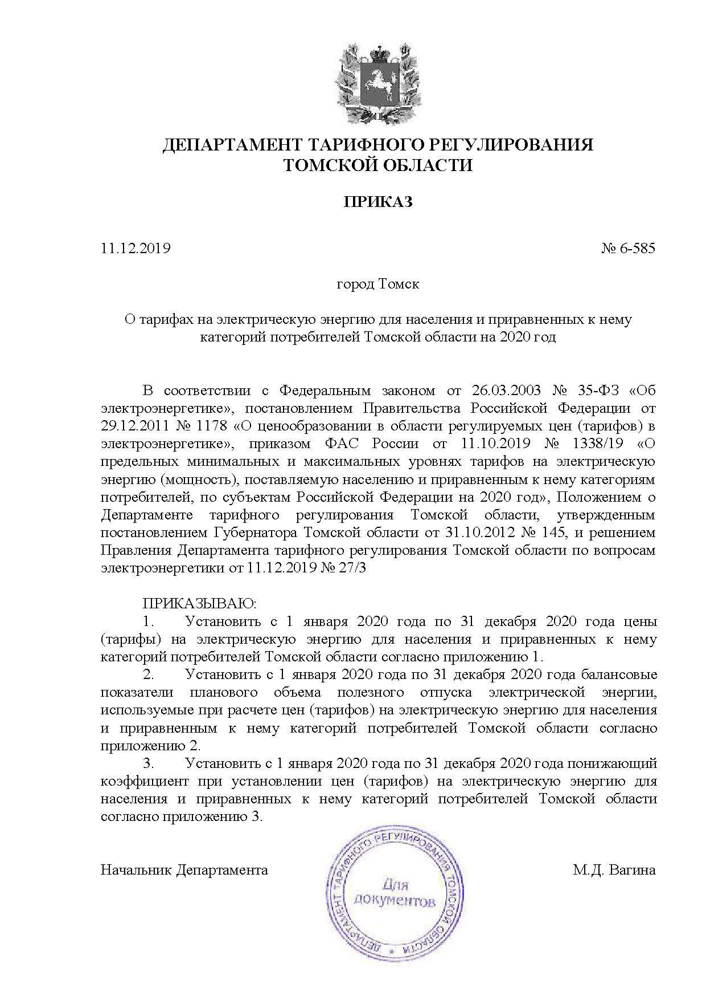 ДЕПАРТАМЕНТ ТАРИФНОГО РЕГУЛИРОВАНИЯ
ТОМСКОЙ ОБЛАСТИ
ПРИКАЗ
11.12.2019 № 6-585
город Томск
О тарифах на электрическую энергию для населения и приравненных к нему
категорий потребителей Томской области на 2020 год
В соответствии с Федеральным законом от 26.03.2003 № 35-ФЗ «Об
электроэнергетике», постановлением Правительства Российской Федерации от
29.12.2011 № 1178 «О ценообразовании в области регулируемых цен (тарифов) в
электроэнергетике», приказом ФАС России от 11.10.2019 № 1338/19 «О
предельных минимальных и максимальных уровнях тарифов на электрическую
энергию (мощность), поставляемую населению и приравненным к нему категориям
потребителей, по субъектам Российской Федерации на 2020 год», Положением о
Департаменте тарифного регулирования Томской области, утвержденным
постановлением Губернатора Томской области от 31.10.2012 № 145, и решением
Правления Департамента тарифного регулирования Томской области по вопросам
электроэнергетики от 11.12.2019 № 27/3
ПРИКАЗЫВАЮ:
1. Установить с 1 января 2020 года по 31 декабря 2020 года цены
(тарифы) на электрическую энергию для населения и приравненных к нему
категорий потребителей Томской области согласно приложению 1.
2. Установить с 1 января 2020 года по 31 декабря 2020 года балансовые
показатели планового объема полезного отпуска электрической энергии,
используемые при расчете цен (тарифов) на электрическую энергию для населения
и приравненным к нему категорий потребителей Томской области согласно
приложению 2.
3. Установить с 1 января 2020 года по 31 декабря 2020 года понижающий
коэффициент при установлении цен (тарифов) на электрическую энергию для
населения и приравненных к нему категорий потребителей Томской области
согласно приложению 3.
Начальник Департамента М.Д. Вагина
ДЕПАРТАМЕНТ ТАРИФНОГО РЕГУЛИРОВАНИЯ ТОМСКОЙ ОБЛАСТИ *
Для
документов